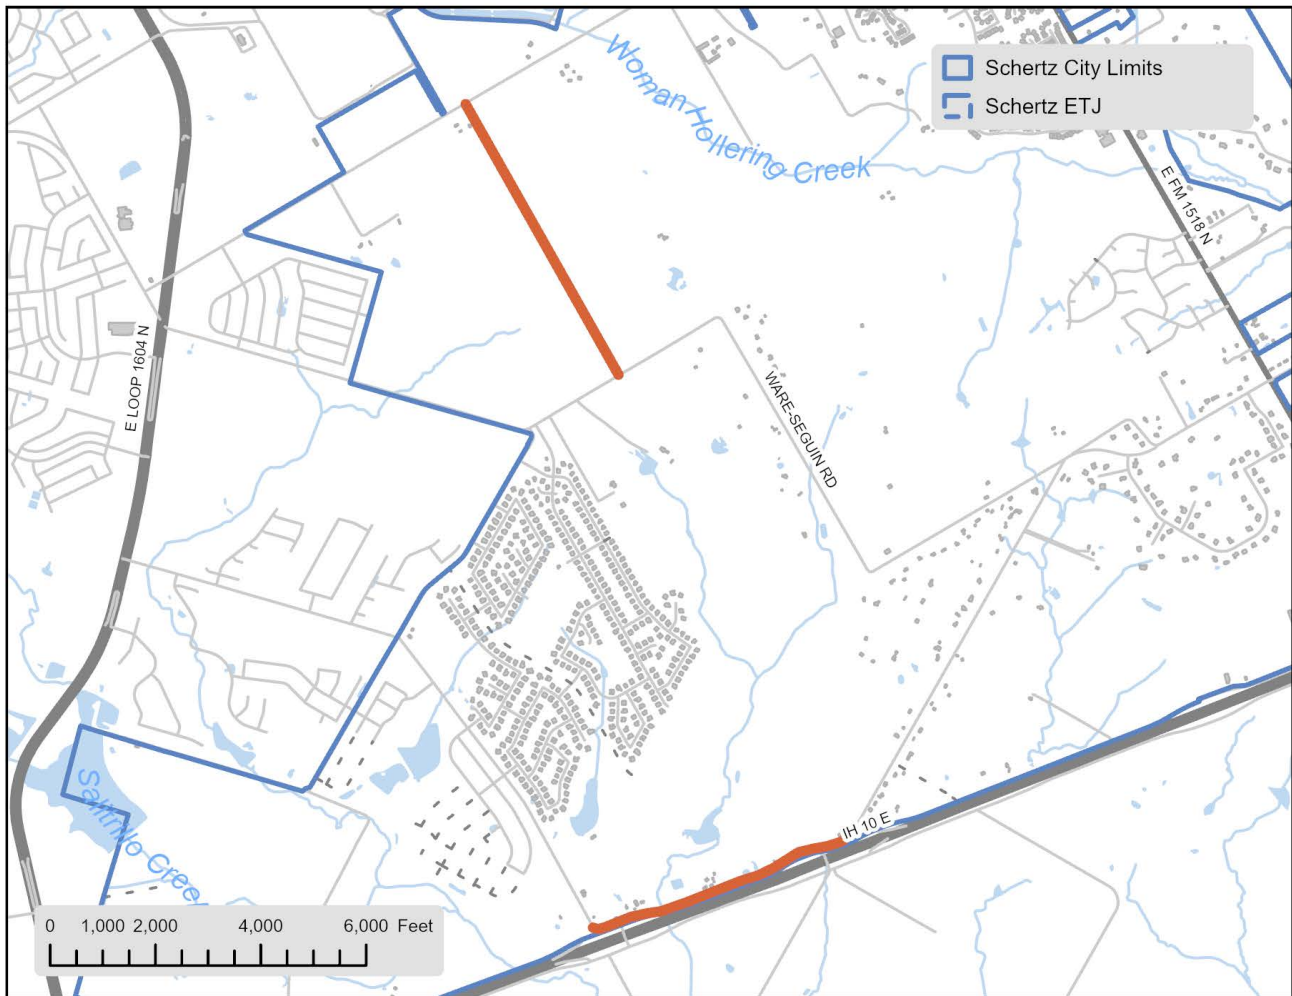 Woman Hollering Creek
Schertz City Limits
Schertz ETJ
E FM 1518 N
E LOOP 1604 N
WARE-SEGUIN RD
IH 10 E
Salitrillo Creek
0 1,000 2,000 4,000 6,000 Feet